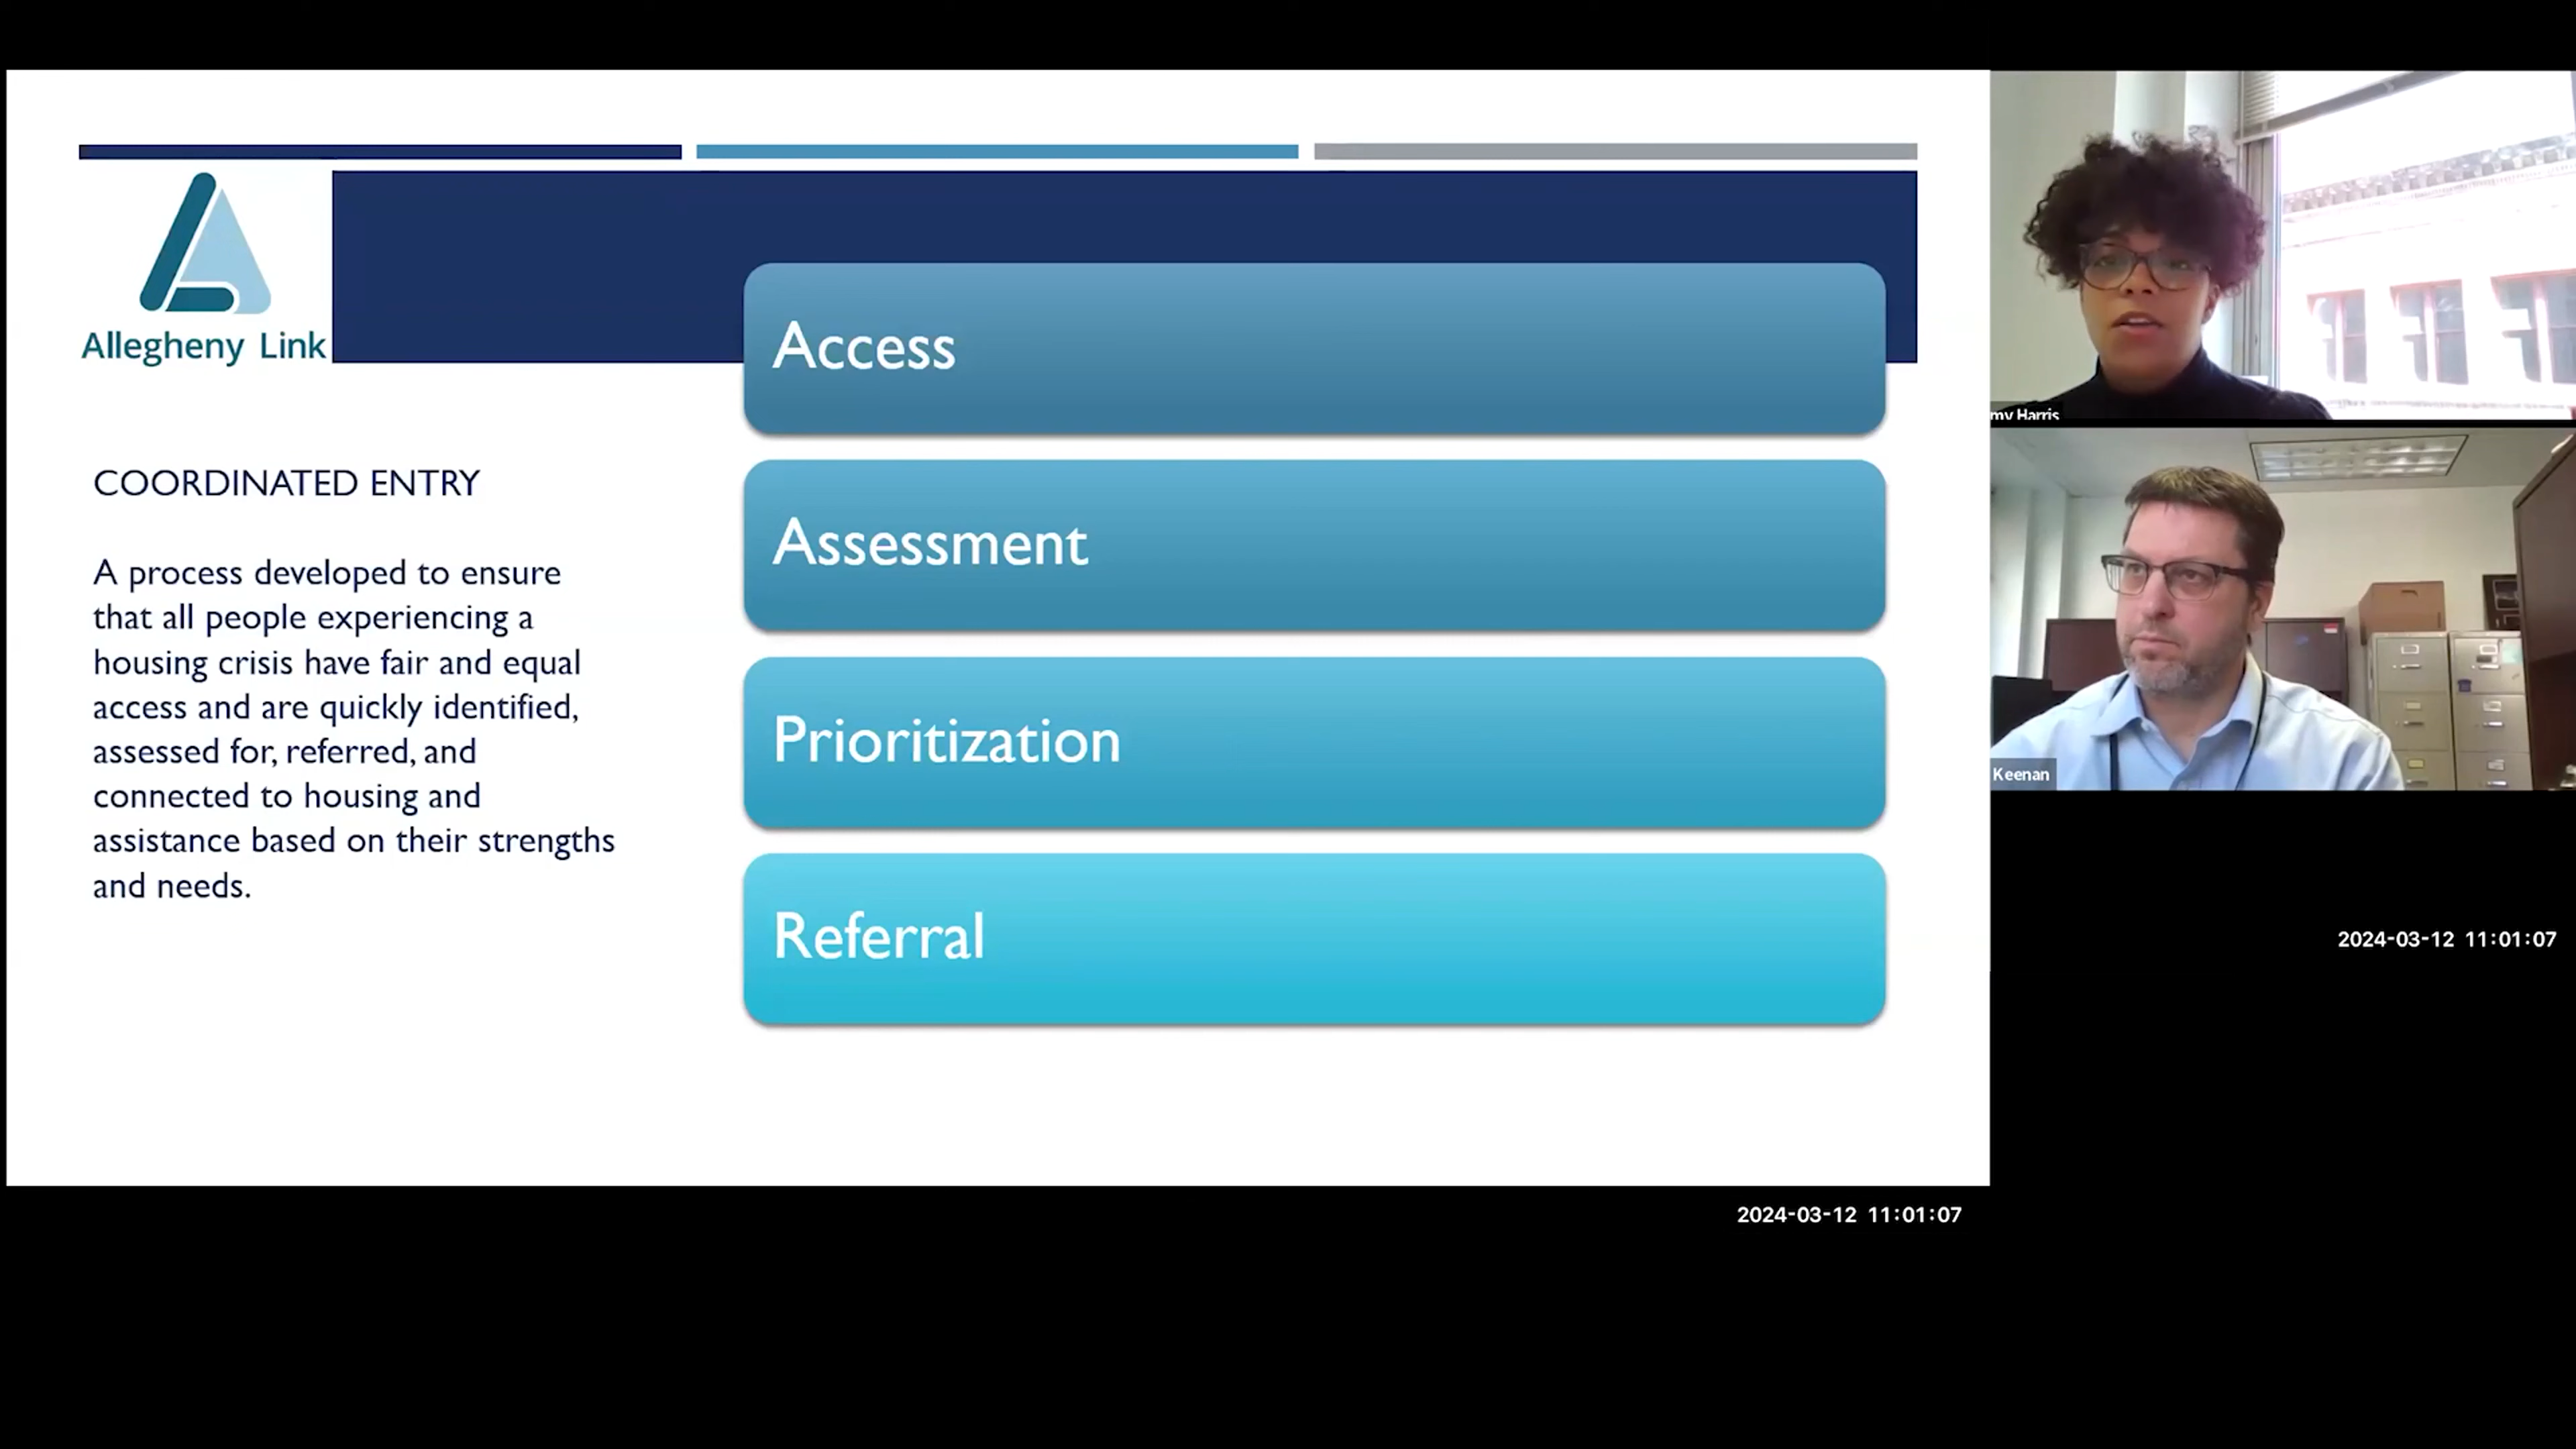 Allegheny Link
COORDINATED ENTRY
A process developed to ensure
that all people experiencing a
housing crisis have fair and equal
access and are quickly identified,
assessed for, referred, and
connected to housing and
assistance based on their strengths
and needs.
Access
Assessment
Prioritization
Referral
my Harris
Keenan
2024-03-12 11:01:07
2024-03-12 11:01:07